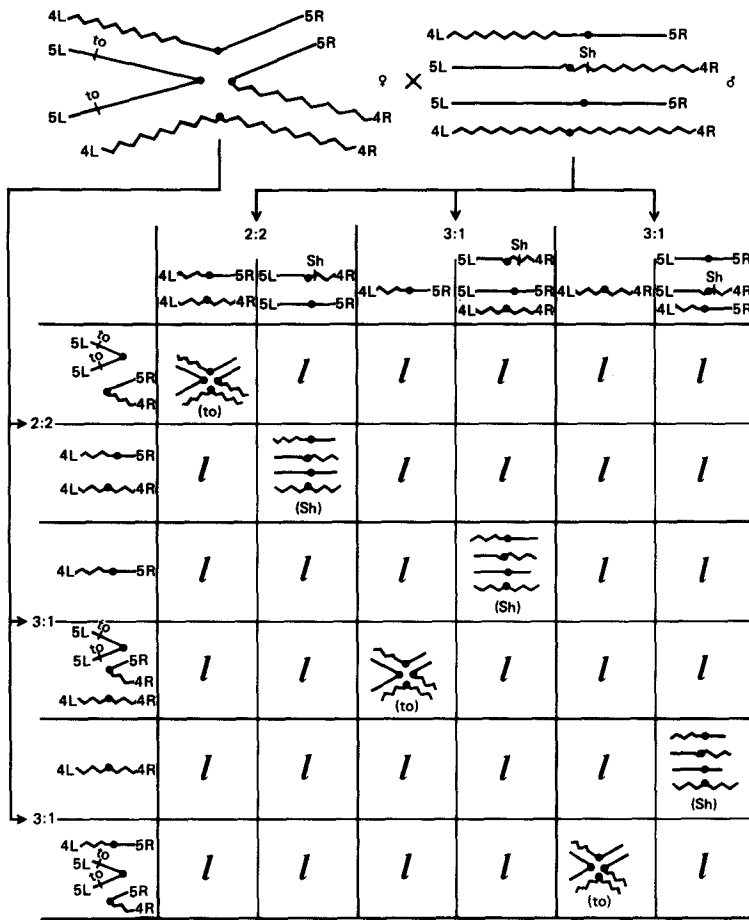 4L 5R
5L to 5R
5L to 4R
4L 4R
♀ × ♂
4L 5R
Sh
5L 4R
5L 5R
4L 4R
2:2 3:1 3:1
4L 5R 5L Sh 4R 4L 5R 5L Sh 4R 4L 4R 5L 5R
4L 4R 5L 5R 5L 5R 5L Sh 4R
4L 4R 4L 5R
5L to
5L to
5R
4R
(to) l l l l l
2:2
4L 5R
4L 4R
l (Sh) l l l l
4L 5R
l l l (Sh) l l
3:1
5L to
5L to
5R
4R
4L 4R
l l (to) l l l
4L 4R
l l l l l (Sh)
3:1
4L 5R
5L to
5L to
5R
4R
l l l l (to) l